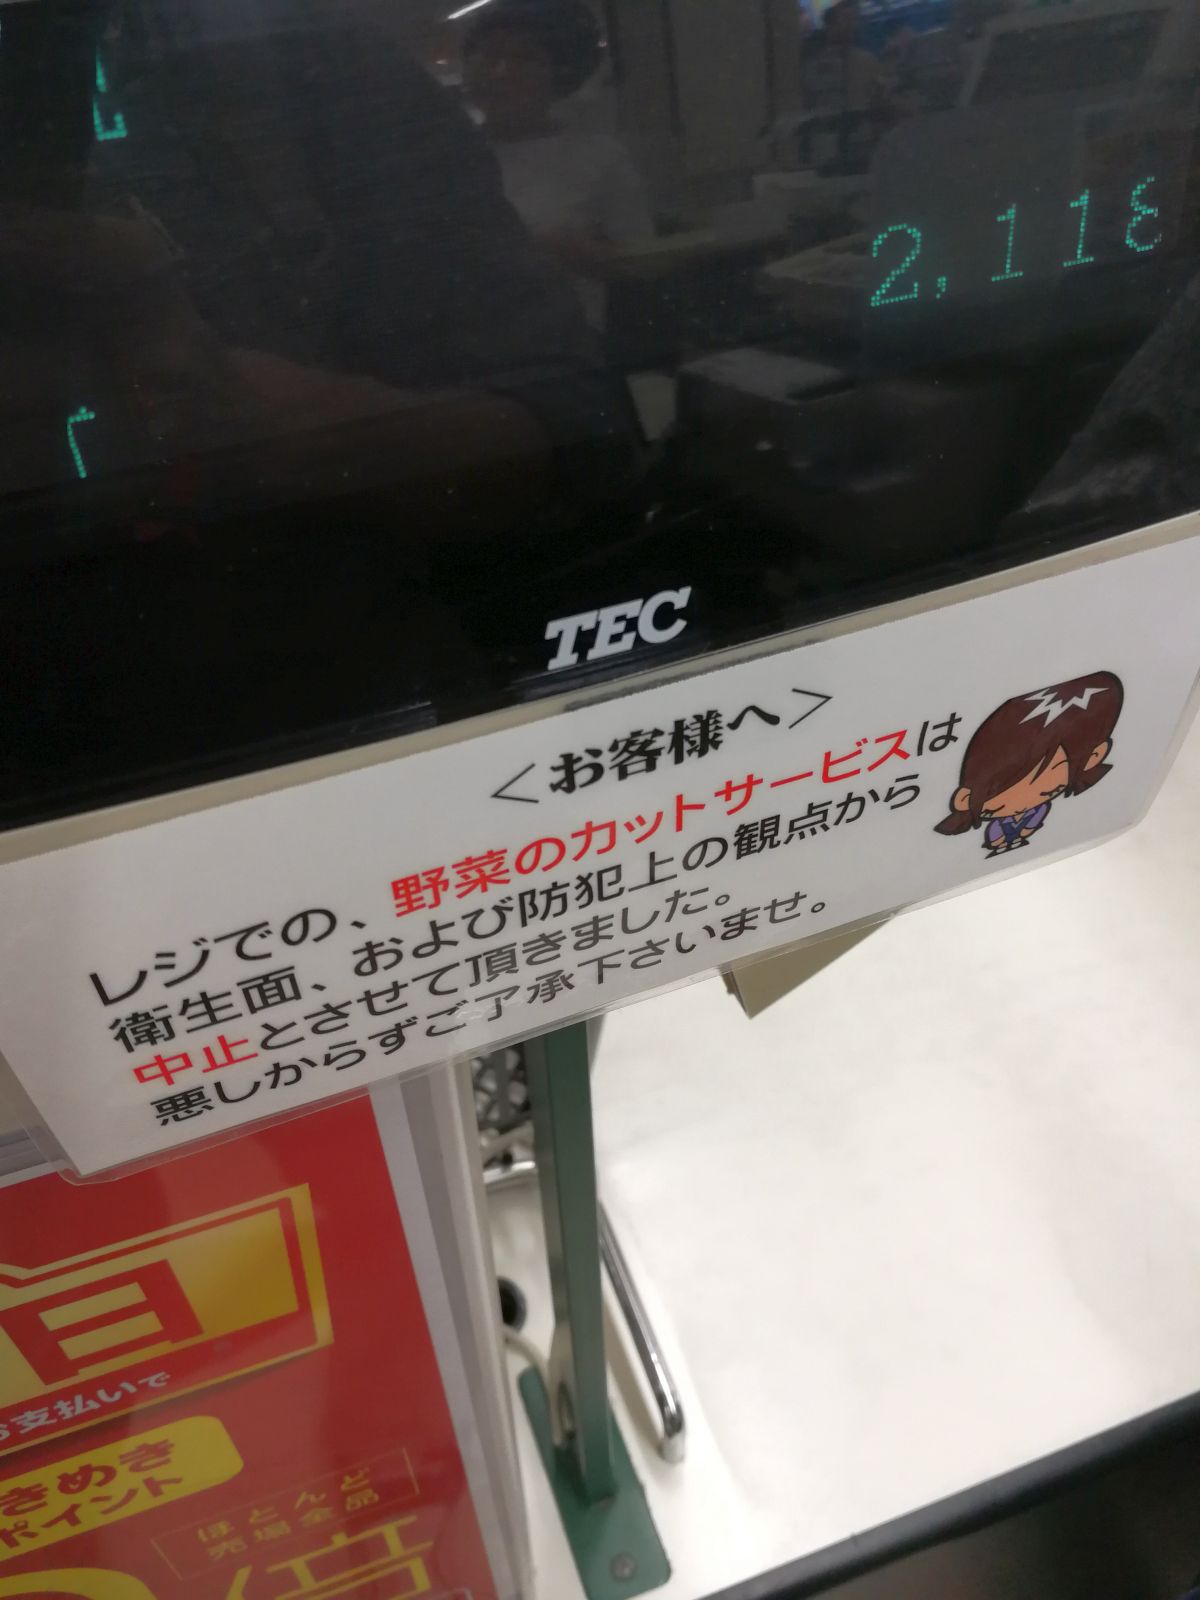 2,118
TEC
<お客様へ>
レジでの、野菜のカットサービスは
衛生面、および防犯上の観点から
中止とさせて頂きました。
悪しからずご了承下さいませ。
日
お支払いで
きめき
ポイント
ほとんど
売場全品
倍